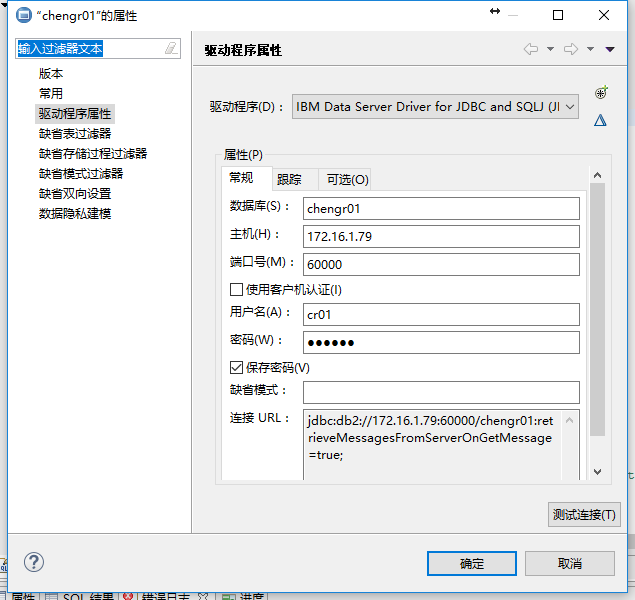 “chengr01”的属性
输入过滤器文本
版本
常用
驱动程序属性
缺省表过滤器
缺省存储过程过滤器
缺省模式过滤器
缺省双向设置
数据隐私建模
驱动程序属性
驱动程序(D)：
IBM Data Server Driver for JDBC and SQLJ (JI
属性(P)
常规 跟踪 可选(O)
数据库(S)： chengr01
主机(H)： 172.16.1.79
端口号(M)： 60000
使用客户机认证(I)
用户名(A)： cr01
密码(W)： ●●●●●●
保存密码(V)
缺省模式：
连接 URL： jdbc:db2://172.16.1.79:60000/chengr01:ret
rieveMessagesFromServerOnGetMessage
=true;
测试连接(T)
确定 取消
属性 SQL 结果 错误日志 进度